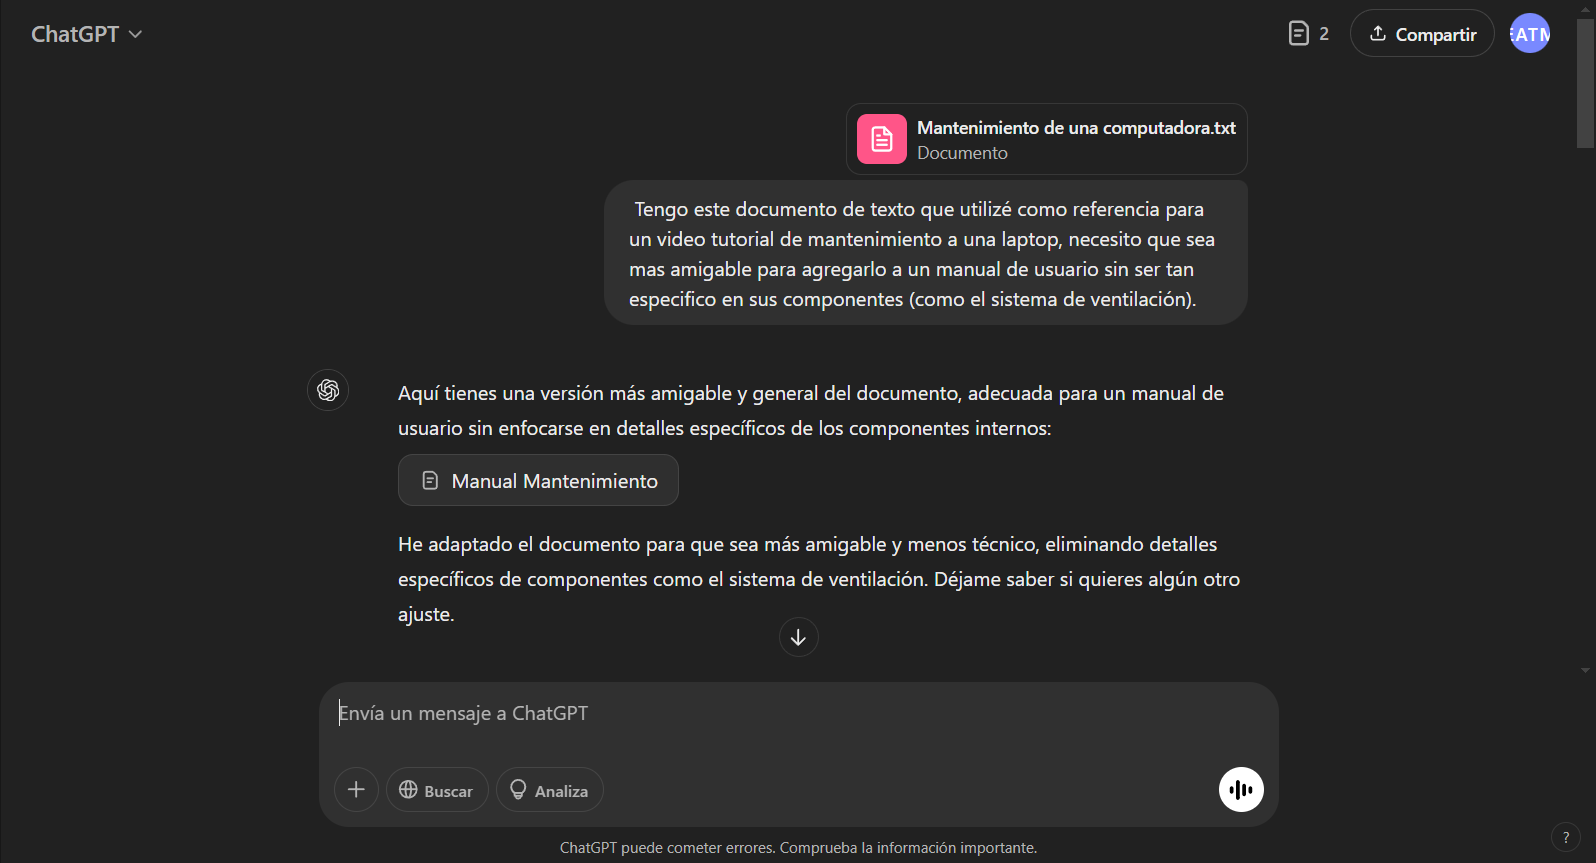 ChatGPT
2
Compartir
EATM
Mantenimiento de una computadora.txt
Documento
Tengo este documento de texto que utilizé como referencia para
un video tutorial de mantenimiento a una laptop, necesito que sea
mas amigable para agregarlo a un manual de usuario sin ser tan
especifico en sus componentes (como el sistema de ventilación).
Aquí tienes una versión más amigable y general del documento, adecuada para un manual de
usuario sin enfocarse en detalles específicos de los componentes internos:
Manual Mantenimiento
He adaptado el documento para que sea más amigable y menos técnico, eliminando detalles
específicos de componentes como el sistema de ventilación. Déjame saber si quieres algún otro
ajuste.
Envía un mensaje a ChatGPT
Buscar
Analiza
ChatGPT puede cometer errores. Comprueba la información importante.
?